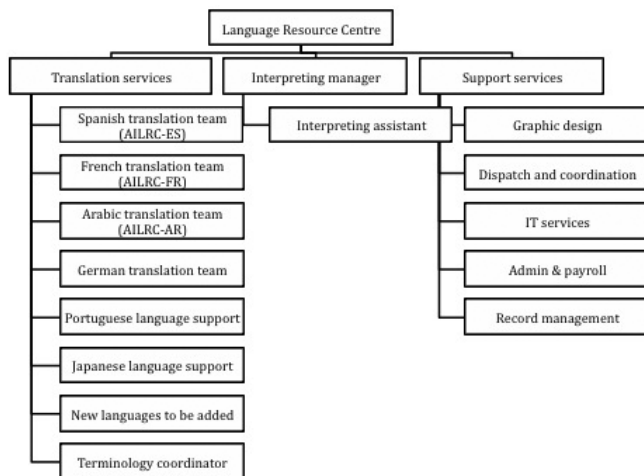 Language Resource Centre
Translation services
Interpreting manager
Support services
Spanish translation team
(AILRC-ES)
Interpreting assistant
Graphic design
French translation team
(AILRC-FR)
Dispatch and coordination
Arabic translation team
(AILRC-AR)
IT services
German translation team
Admin & payroll
Portuguese language support
Record management
Japanese language support
New languages to be added
Terminology coordinator